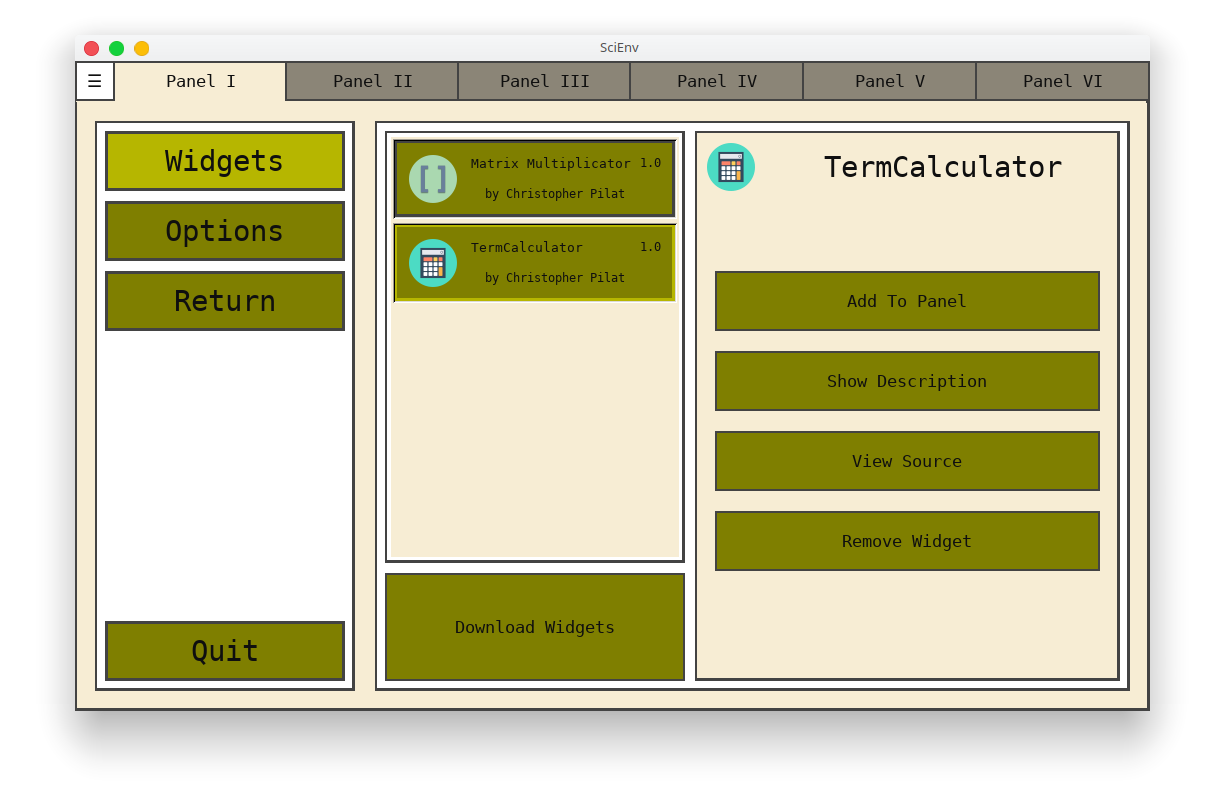 SciEnv
☰ Panel I Panel II Panel III Panel IV Panel V Panel VI
Widgets
Options
Return
Quit
[] Matrix Multiplicator 1.0
by Christopher Pilat
TermCalculator 1.0
by Christopher Pilat
Download Widgets
TermCalculator
Add To Panel
Show Description
View Source
Remove Widget